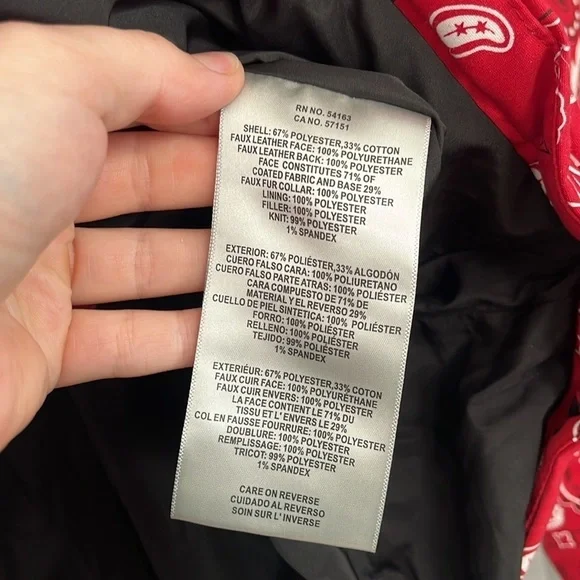 RN NO. 54163
CA NO. 57151
SHELL: 67% POLYESTER,33% COTTON
FAUX LEATHER FACE: 100% POLYURETHANE
FAUX LEATHER BACK: 100% POLYESTER
FACE CONSTITUTES 71% OF
COATED FABRIC AND BASE 29%
FAUX FUR COLLAR: 100% POLYESTER
LINING: 100% POLYESTER
FILLER: 100% POLYESTER
KNIT: 99% POLYESTER
1% SPANDEX
EXTERIOR: 67% POLIÉSTER,33% ALGODÓN
CUERO FALSO CARA: 100% POLIURETANO
CUERO FALSO PARTE ATRAS: 100% POLIÉSTER
CARA COMPUESTO DE 71% DE
MATERIAL Y EL REVERSO 29%
CUELLO DE PIEL SINTETICA: 100% POLIÉSTER
FORRO: 100% POLIÉSTER
RELLENO: 100% POLIÉSTER
TEJIDO: 99% POLIÉSTER
1% SPANDEX
EXTERIEUR: 67% POLYESTER,33% COTON
FAUX CUIR FACE: 100% POLYURÉTHANE
FAUX CUIR ENVERS: 100% POLYESTER
LA FACE CONTIENT LE 71% DU
TISSU ET L' ENVERS LE 29%
COL EN FAUSSE FOURRURE: 100% POLYESTER
DOUBLURE: 100% POLYESTER
REMPLISSAGE: 100% POLYESTER
TRICOT: 99% POLYESTER
1% SPANDEX
CARE ON REVERSE
CUIDADO AL REVERSO
SOIN SUR L' INVERSE